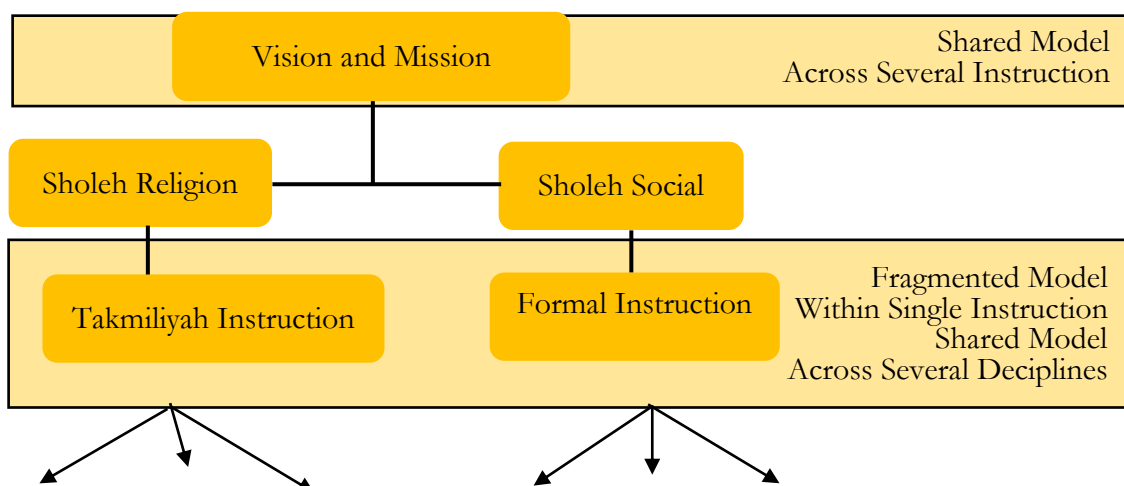 Vision and Mission
Shared Model
Across Several Instruction
Sholeh Religion
Sholeh Social
Takmiliyah Instruction
Formal Instruction
Fragmented Model
Within Single Instruction
Shared Model
Across Several Deciplines